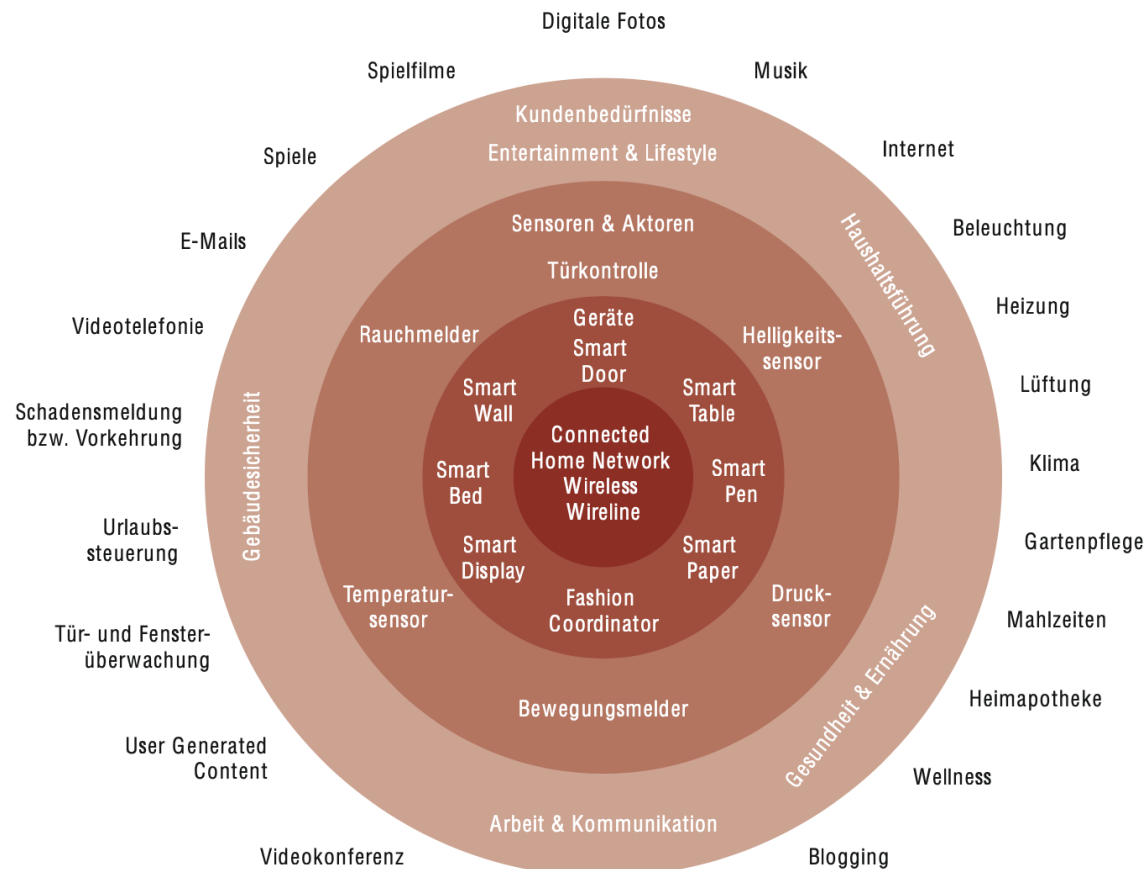 Digitale Fotos
Spielfilme
Musik
Kundenbedürfnisse
Entertainment & Lifestyle
Spiele
Internet
Sensoren & Aktoren
Türkontrolle
E-Mails
Beleuchtung
Haushaltsführung
Videotelefonie
Heizung
Rauchmelder
Geräte
Helligkeits-
sensor
Smart
Door
Smart
Wall
Smart
Table
Lüftung
Schadensmeldung
bzw. Vorkehrung
Gebäudesicherheit
Connected
Home Network
Wireless
Wireline
Smart
Bed
Smart
Pen
Klima
Urlaubs-
steuerung
Smart
Display
Smart
Paper
Gartenpflege
Temperatur-
sensor
Fashion
Coordinator
Druck-
sensor
Mahlzeiten
Tür- und Fenster-
überwachung
Gesundheit & Ernährung
Heimapotheke
Bewegungsmelder
User Generated
Content
Wellness
Arbeit & Kommunikation
Videokonferenz
Blogging